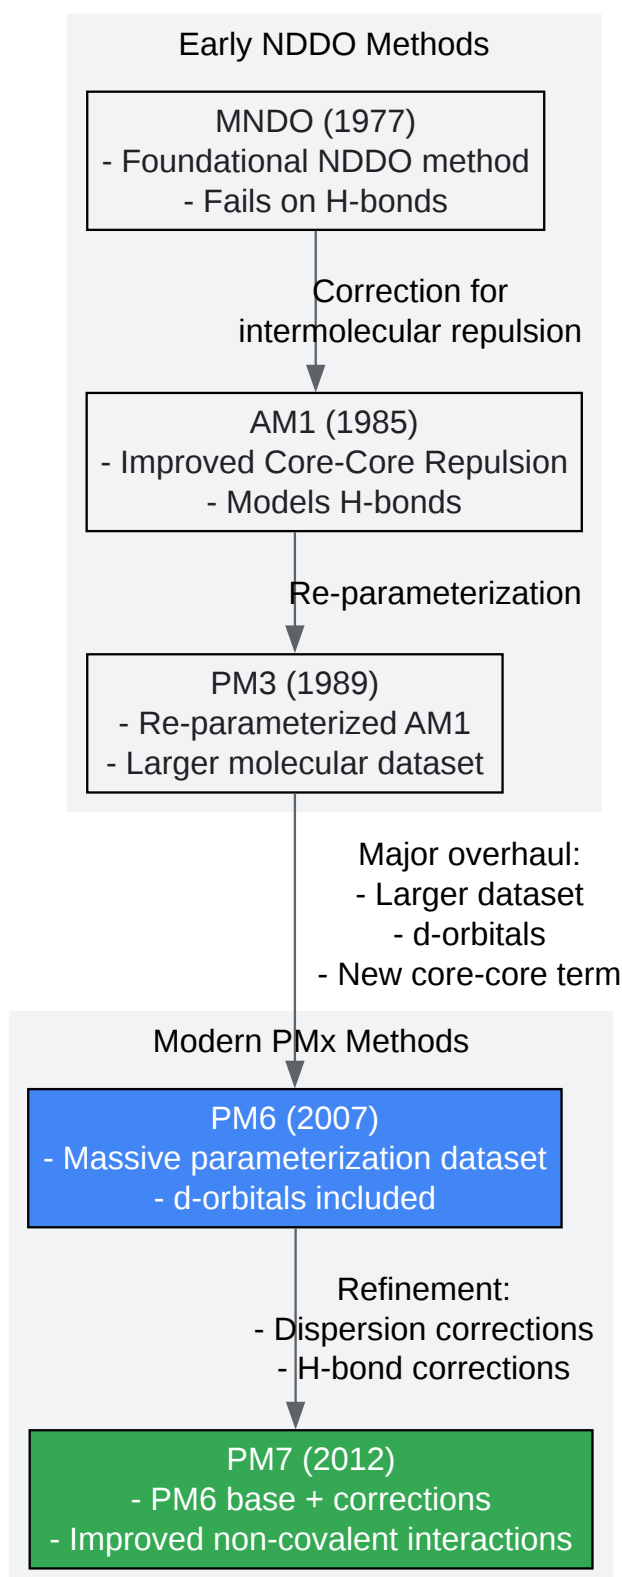 Early NDDO Methods
MNDO (1977)
- Foundational NDDO method
- Fails on H-bonds
Correction for
intermolecular repulsion
AM1 (1985)
- Improved Core-Core Repulsion
- Models H-bonds
Re-parameterization
PM3 (1989)
- Re-parameterized AM1
- Larger molecular dataset
Major overhaul:
- Larger dataset
- d-orbitals
- New core-core term
Modern PMx Methods
PM6 (2007)
- Massive parameterization dataset
- d-orbitals included
Refinement:
- Dispersion corrections
- H-bond corrections
PM7 (2012)
- PM6 base + corrections
- Improved non-covalent interactions